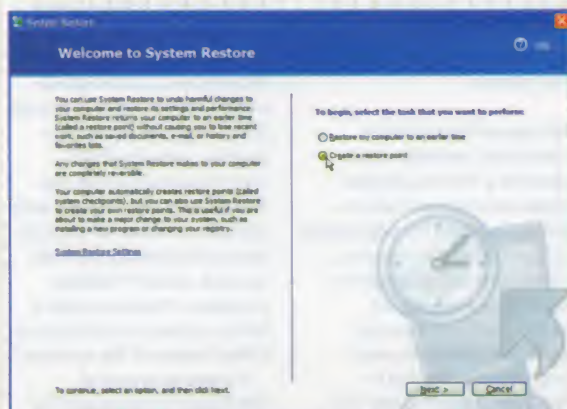 System Restore
Welcome to System Restore
You can use System Restore to undo harmful changes to
your computer and restore its settings and performance.
System Restore returns your computer to an earlier time
(called a restore point) without causing you to lose recent
work, such as saved documents, e-mail, or history and
favorites lists.
Any changes that System Restore makes to your computer
are completely reversible.
Your computer automatically creates restore points (called
system checkpoints), but you can also use System Restore
to create your own restore points. This is useful if you are
about to make a major change to your system, such as
installing a new program or changing your registry.
System Restore Settings
To begin, select the task that you want to perform:
Restore my computer to an earlier time
Create a restore point
To continue, select an option, and then click Next.
Next >
Cancel